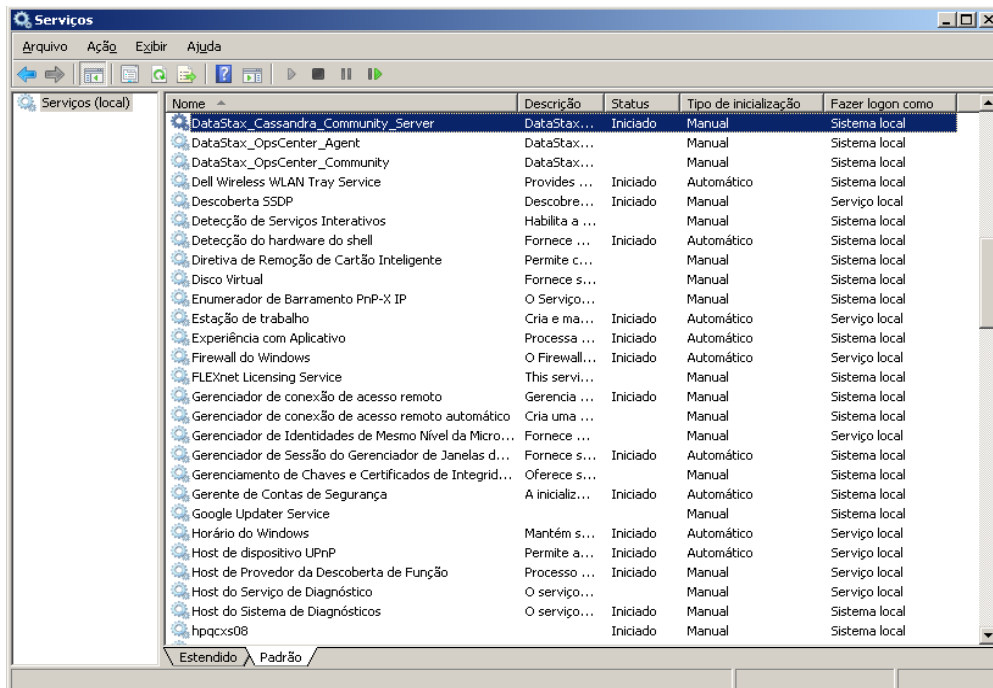 Serviços
Arquivo Ação Exibir Ajuda
Serviços (local)
Nome Descrição Status Tipo de inicialização Fazer logon como
DataStax_Cassandra_Community_Server DataStax... Iniciado Manual Sistema local
DataStax_OpsCenter_Agent DataStax... Manual Sistema local
DataStax_OpsCenter_Community DataStax... Manual Sistema local
Dell Wireless WLAN Tray Service Provides ... Iniciado Automático Sistema local
Descoberta SSDP Descobre... Iniciado Manual Serviço local
Detecção de Serviços Interativos Habilita a ... Manual Sistema local
Detecção do hardware do shell Fornece ... Iniciado Automático Sistema local
Diretiva de Remoção de Cartão Inteligente Permite c... Manual Sistema local
Disco Virtual Fornece s... Manual Sistema local
Enumerador de Barramento PnP-X IP O Serviço... Manual Sistema local
Estação de trabalho Cria e ma... Iniciado Automático Serviço local
Experiência com Aplicativo Processa ... Iniciado Automático Sistema local
Firewall do Windows O Firewall... Iniciado Automático Serviço local
FLEXnet Licensing Service This servi... Manual Sistema local
Gerenciador de conexão de acesso remoto Gerencia ... Iniciado Manual Sistema local
Gerenciador de conexão de acesso remoto automático Cria uma ... Manual Sistema local
Gerenciador de Identidades de Mesmo Nível da Micro... Fornece ... Manual Serviço local
Gerenciador de Sessão do Gerenciador de Janelas d... Fornece s... Iniciado Automático Sistema local
Gerenciamento de Chaves e Certificados de Integrid... Oferece s... Manual Sistema local
Gerente de Contas de Segurança A inicializ... Iniciado Automático Sistema local
Google Updater Service Manual Sistema local
Horário do Windows Mantém s... Iniciado Automático Serviço local
Host de dispositivo UPnP Permite a... Iniciado Automático Serviço local
Host de Provedor da Descoberta de Função Processo ... Iniciado Manual Serviço local
Host do Serviço de Diagnóstico O serviço... Manual Serviço local
Host do Sistema de Diagnósticos O serviço... Iniciado Manual Sistema local
hpqcxs08 Iniciado Manual Sistema local
Estendido Padrão